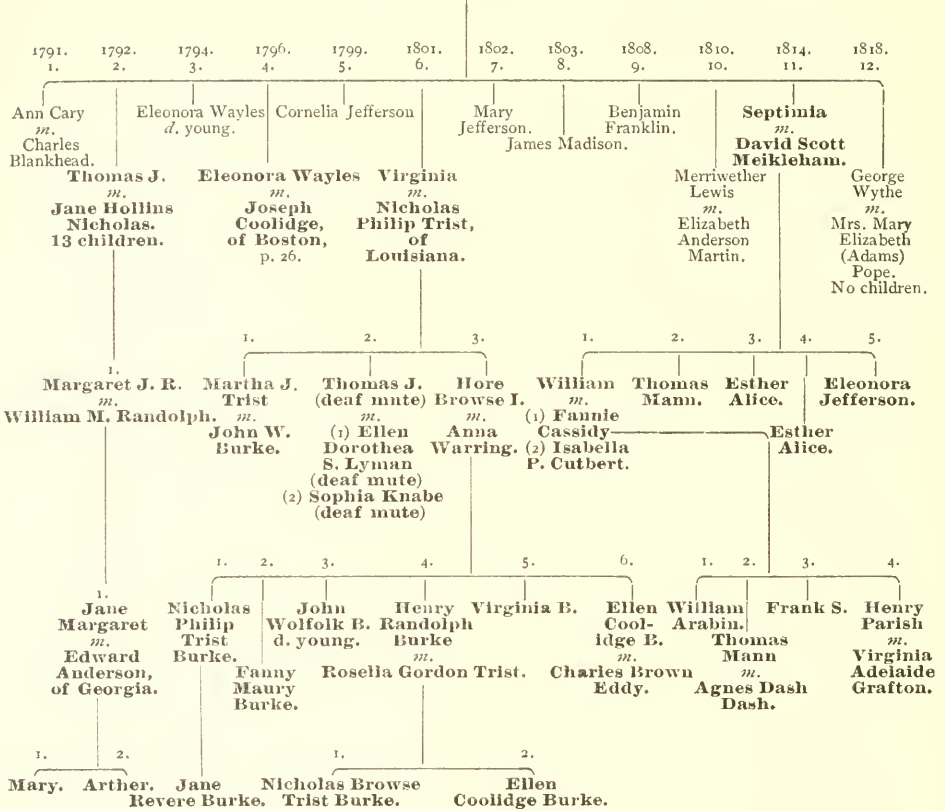 1791. 1792. 1794. 1796. 1799. 1801. 1802. 1803. 1808. 1810. 1814. 1818.
1. 2. 3. 4. 5. 6. 7. 8. 9. 10. 11. 12.
Ann Cary
m.
Charles
Blankhead.
Thomas J.
m.
Jane Hollins
Nicholas.
13 children.
Eleonora Wayles
d. young.
Eleonora Wayles
m.
Joseph
Coolidge,
of Boston,
p. 26.
Cornelia Jefferson
Virginia
m.
Nicholas
Philip Trist,
of
Louisiana.
Mary
Jefferson.
James Madison.
Benjamin
Franklin.
Merriwether
Lewis
m.
Elizabeth
Anderson
Martin.
Septimia
m.
David Scott
Meikleham.
George
Wythe
m.
Mrs. Mary
Elizabeth
(Adams)
Pope.
No children.
1.
Margaret J. R.
m.
William M. Randolph.
1. 2. 3.
Martha J.
Trist
m.
John W.
Burke.
Thomas J.
(deaf mute)
m.
(1) Ellen
Dorothea
S. Lyman
(deaf mute)
(2) Sophia Knabe
(deaf mute)
Hore
Browse I.
m.
Anna
Warring.
1. 2. 3. 4. 5.
William
m.
(1) Fannie
Cassidy
(2) Isabella
P. Cutbert.
Thomas
Mann.
Esther
Alice.
Esther
Alice.
Eleonora
Jefferson.
1.
Jane
Margaret
m.
Edward
Anderson,
of Georgia.
1. 2. 3. 4. 5. 6.
Nicholas
Philip
Trist
Burke.
Fanny
Maury
Burke.
John
Wolfolk B.
d. young.
Henry
Randolph
Burke
m.
Rosella Gordon Trist.
Virginia B.
Ellen
Cool-
idge B.
m.
Charles Brown
Eddy.
1. 2. 3. 4.
William
Arabin.
Thomas
Mann
m.
Agnes Dash
Dash.
Frank S.
Henry
Parish
m.
Virginia
Adelaide
Grafton.
1. 2.
Mary. Arther.
Jane
Revere Burke.
1. 2.
Nicholas Browse
Trist Burke.
Ellen
Coolidge Burke.